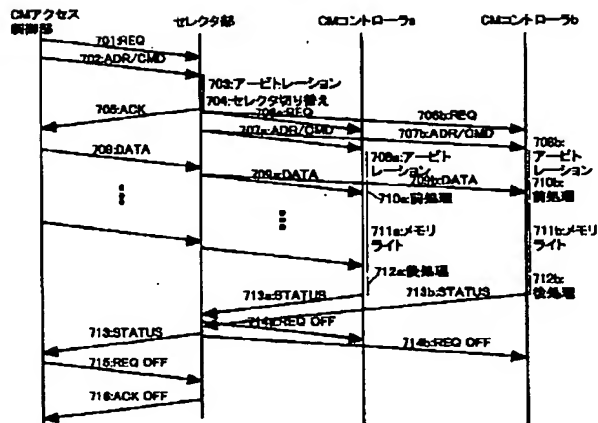 CMアクセス
制御部
セレクタ部
CMコントローラa
CMコントローラb
701:REQ
702:ADR/CMD
703:アービトレーション
704:セレクタ切り替え
705:ACK
706a:REQ
706b:REQ
707a:ADR/CMD
707b:ADR/CMD
708:DATA
708a:アービト
レーション
708b:
アービト
レーション
709a:DATA
709b:DATA
710a:前処理
710b:
前処理
711a:メモリ
ライト
711b:メモリ
ライト
712a:後処理
712b:
後処理
713a:STATUS
713b:STATUS
713:STATUS
714a:REQ OFF
714b:REQ OFF
715:REQ OFF
716:ACK OFF